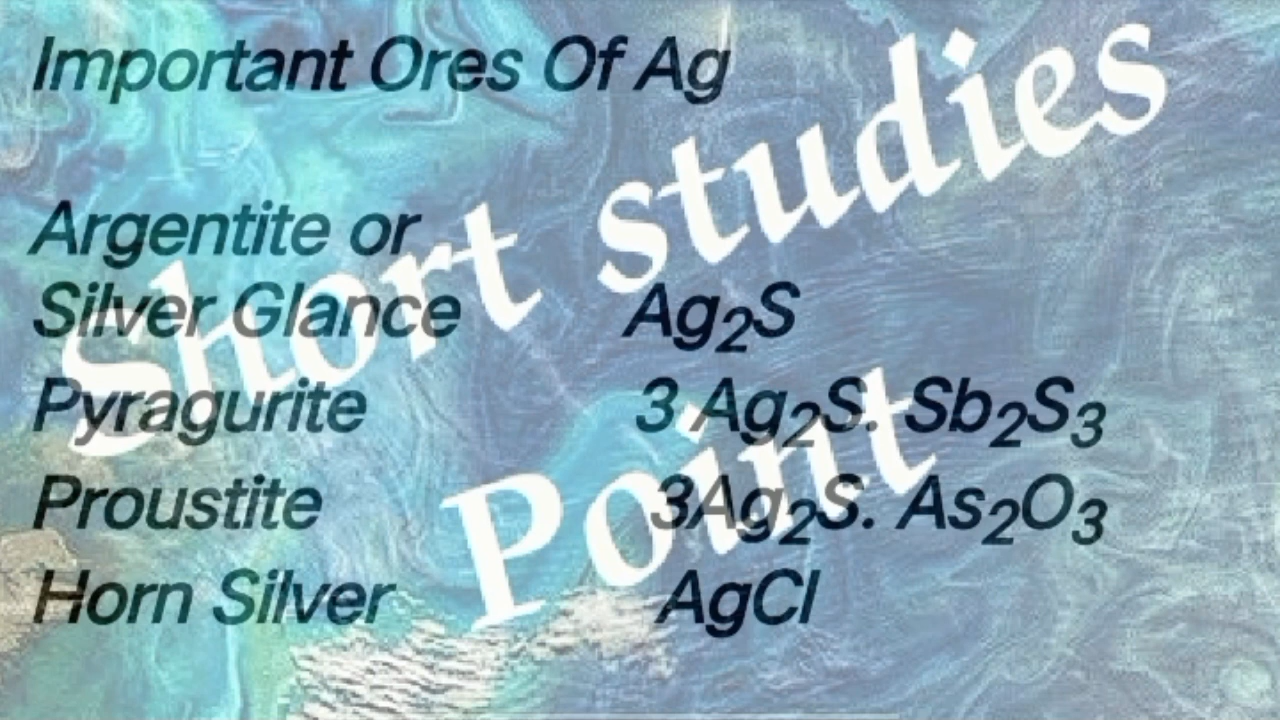 Important Ores Of Ag
Argentite or
Silver Glance Ag₂S
Pyragurite 3 Ag₂S. Sb₂S₃
Proustite 3Ag₂S. As₂O₃
Horn Silver AgCl
Short studies
Point